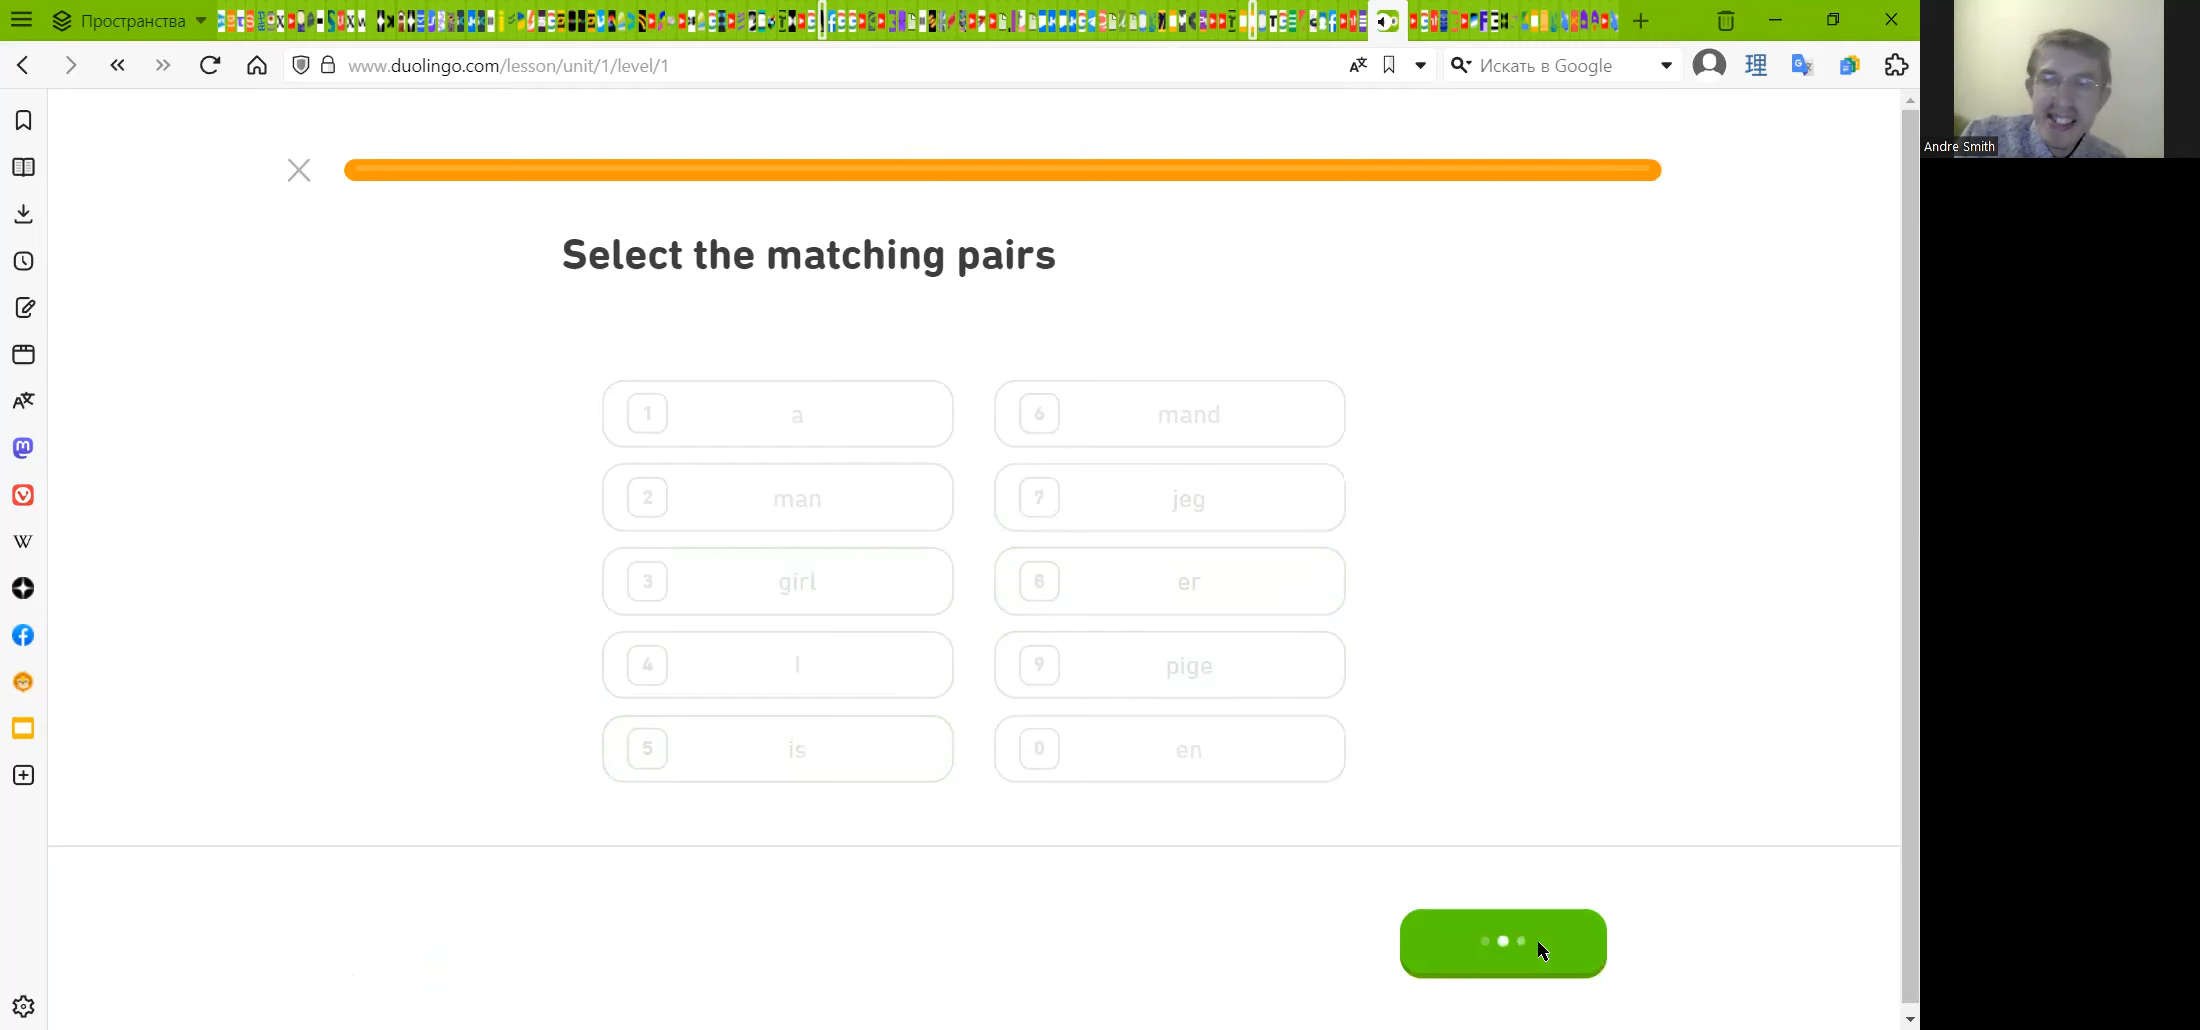 Пространства
www.duolingo.com/lesson/unit/1/level/1
Искать в Google
Andre Smith
Select the matching pairs
1 a
6 mand
2 man
7 jeg
3 girl
8 er
4 I
9 pige
5 is
0 en
W